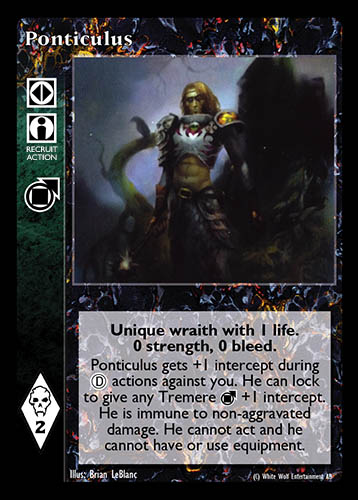 Ponticulus
RECRUIT
ACTION
Unique wraith with 1 life.
0 strength, 0 bleed.
Ponticulus gets +1 intercept during
D actions against you. He can lock
to give any Tremere +1 intercept.
He is immune to non-aggravated
damage. He cannot act and he
cannot have or use equipment.
2
Illus: Brian LeBlanc
(C) White Wolf Entertainment AB